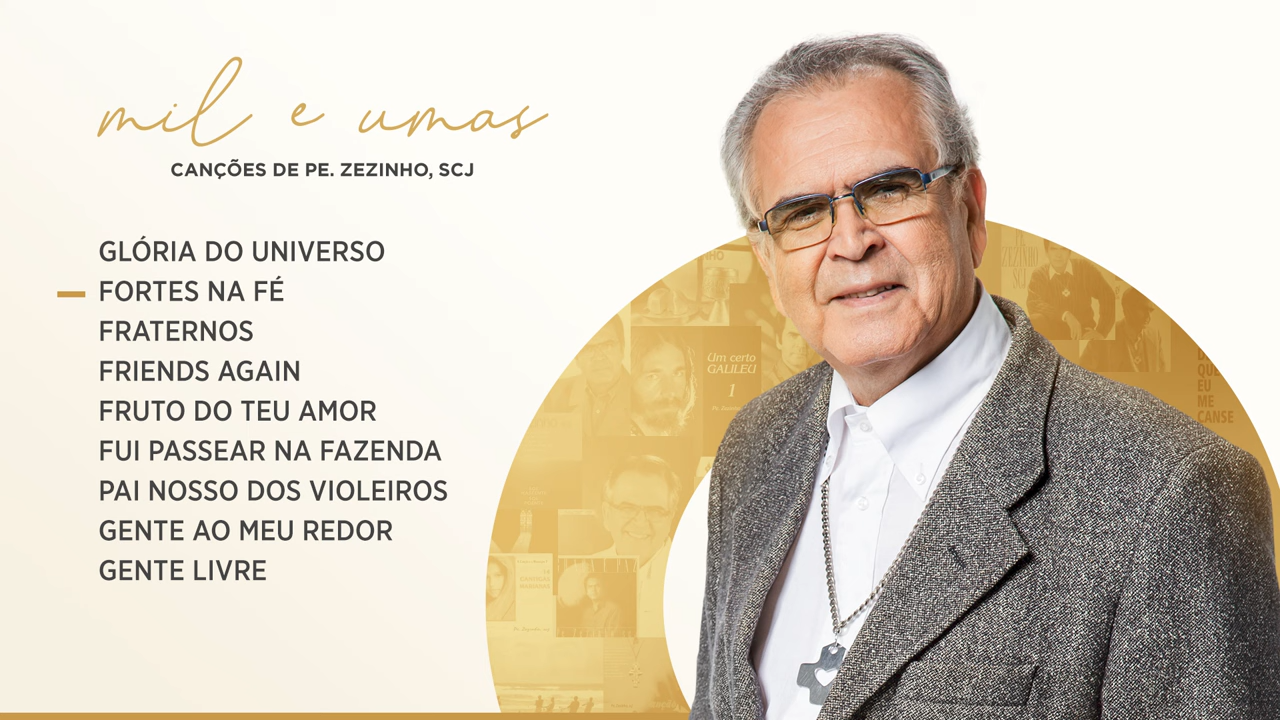 mil e umas
CANÇÕES DE PE. ZEZINHO, SCJ
GLÓRIA DO UNIVERSO
FORTES NA FÉ
FRATERNOS
FRIENDS AGAIN
FRUTO DO TEU AMOR
FUI PASSEAR NA FAZENDA
PAI NOSSO DOS VIOLEIROS
GENTE AO MEU REDOR
GENTE LIVRE
Um certo
GALILEU
1
ZEZINHO
SCJ
QUE
EU
ME
CANSE